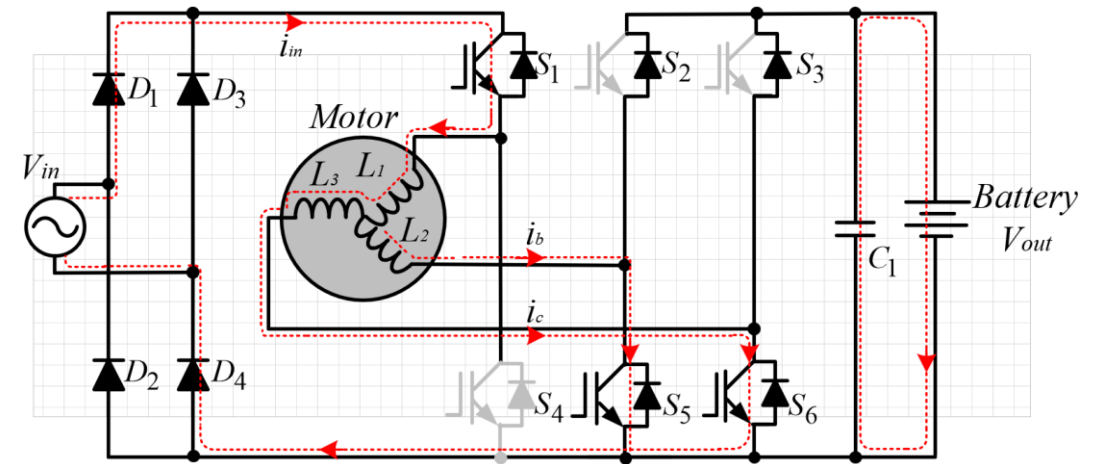 i_in
S_1
S_2
S_3
D_1
D_3
Motor
V_in
L_1
L_3
L_2
Battery
V_out
i_b
C_1
i_c
D_2
D_4
S_4
S_5
S_6